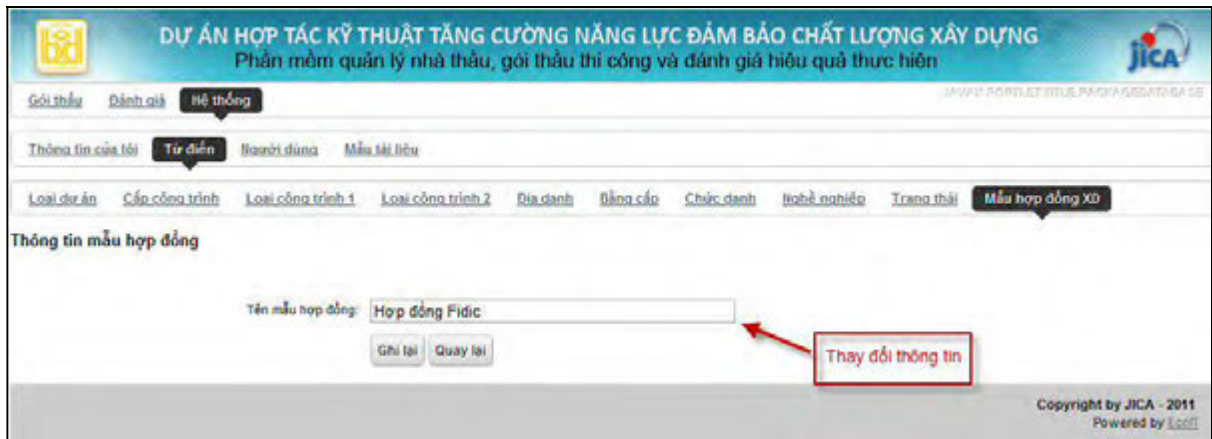 DỰ ÁN HỢP TÁC KỸ THUẬT TĂNG CƯỜNG NĂNG LỰC ĐẢM BẢO CHẤT LƯỢNG XÂY DỰNG
Phần mềm quản lý nhà thầu, gói thầu thi công và đánh giá hiệu quả thực hiện
jICA
Gói thầu Đánh giá Hệ thống
Thông tin của tôi Từ điển Người dùng Mẫu tài liệu
Loại dự án Cấp công trình Loại công trình 1 Loại công trình 2 Địa danh Bằng cấp Chức danh Nghề nghiệp Trạng thái Mẫu hợp đồng XD
Thông tin mẫu hợp đồng
Tên mẫu hợp đồng: Hợp đồng Fidic
Ghi lại Quay lại
Thay đổi thông tin
Copyright by JICA - 2011
Powered by EcoIT